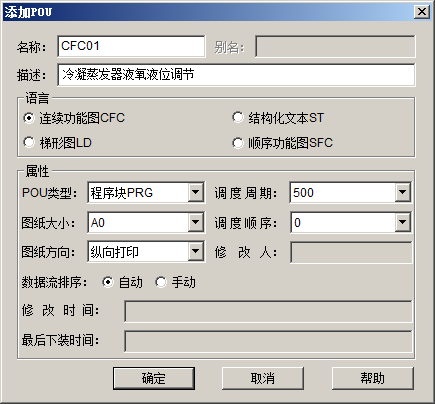 添加POU
名称： CFC01 别名：
描述： 冷凝蒸发器液氧液位调节
语言
连续功能图CFC 结构化文本ST
梯形图LD 顺序功能图SFC
属性
POU类型： 程序块PRG 调度周期： 500
图纸大小： A0 调度顺序： 0
图纸方向： 纵向打印 修 改 人：
数据流排序： 自动 手动
修 改 时 间：
最后下装时间：
确定 取消 帮助